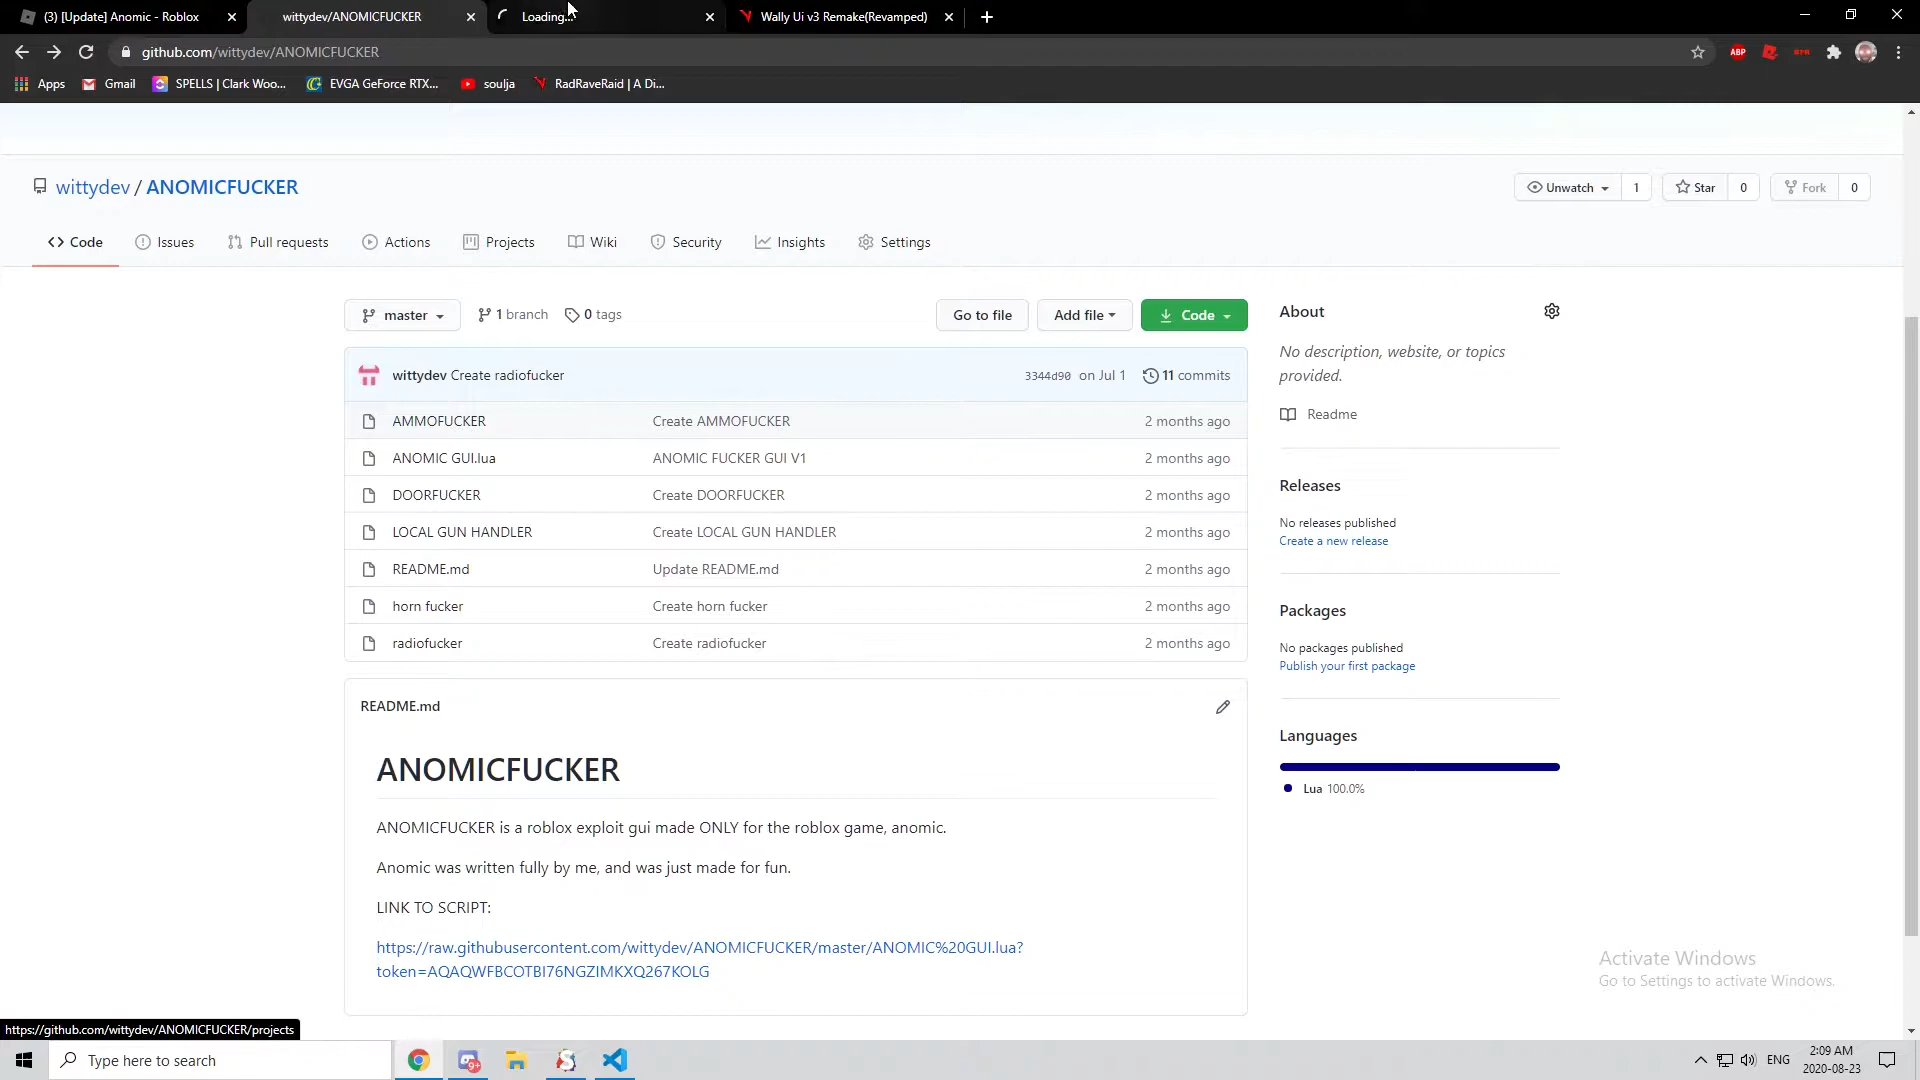 (3) [Update] Anomic - Roblox
wittydev/ANOMICFUCKER
Loading...
Wally Ui v3 Remake(Revamped)
github.com/wittydev/ANOMICFUCKER
ABP
Apps
Gmail
SPELLS | Clark Woo...
EVGA GeForce RTX...
soulja
RadRaveRaid | A Di...
wittydev / ANOMICFUCKER
Unwatch 1
Star 0
Fork 0
Code
Issues
Pull requests
Actions
Projects
Wiki
Security
Insights
Settings
master
1 branch
0 tags
Go to file
Add file
Code
wittydev Create radiofucker 3344d90 on Jul 1 11 commits
AMMOFUCKER Create AMMOFUCKER 2 months ago
ANOMIC GUI.lua ANOMIC FUCKER GUI V1 2 months ago
DOORFUCKER Create DOORFUCKER 2 months ago
LOCAL GUN HANDLER Create LOCAL GUN HANDLER 2 months ago
README.md Update README.md 2 months ago
horn fucker Create horn fucker 2 months ago
radiofucker Create radiofucker 2 months ago
README.md
ANOMICFUCKER
ANOMICFUCKER is a roblox exploit gui made ONLY for the roblox game, anomic.
Anomic was written fully by me, and was just made for fun.
LINK TO SCRIPT:
https://raw.githubusercontent.com/wittydev/ANOMICFUCKER/master/ANOMIC%20GUI.lua?
token=AQAQWFBCOTBI76NGZIMKXQ267KOLG
About
No description, website, or topics
provided.
Readme
Releases
No releases published
Create a new release
Packages
No packages published
Publish your first package
Languages
Lua 100.0%
Activate Windows
Go to Settings to activate Windows.
https://github.com/wittydev/ANOMICFUCKER/projects
Type here to search
9+
ENG
2:09 AM
2020-08-23